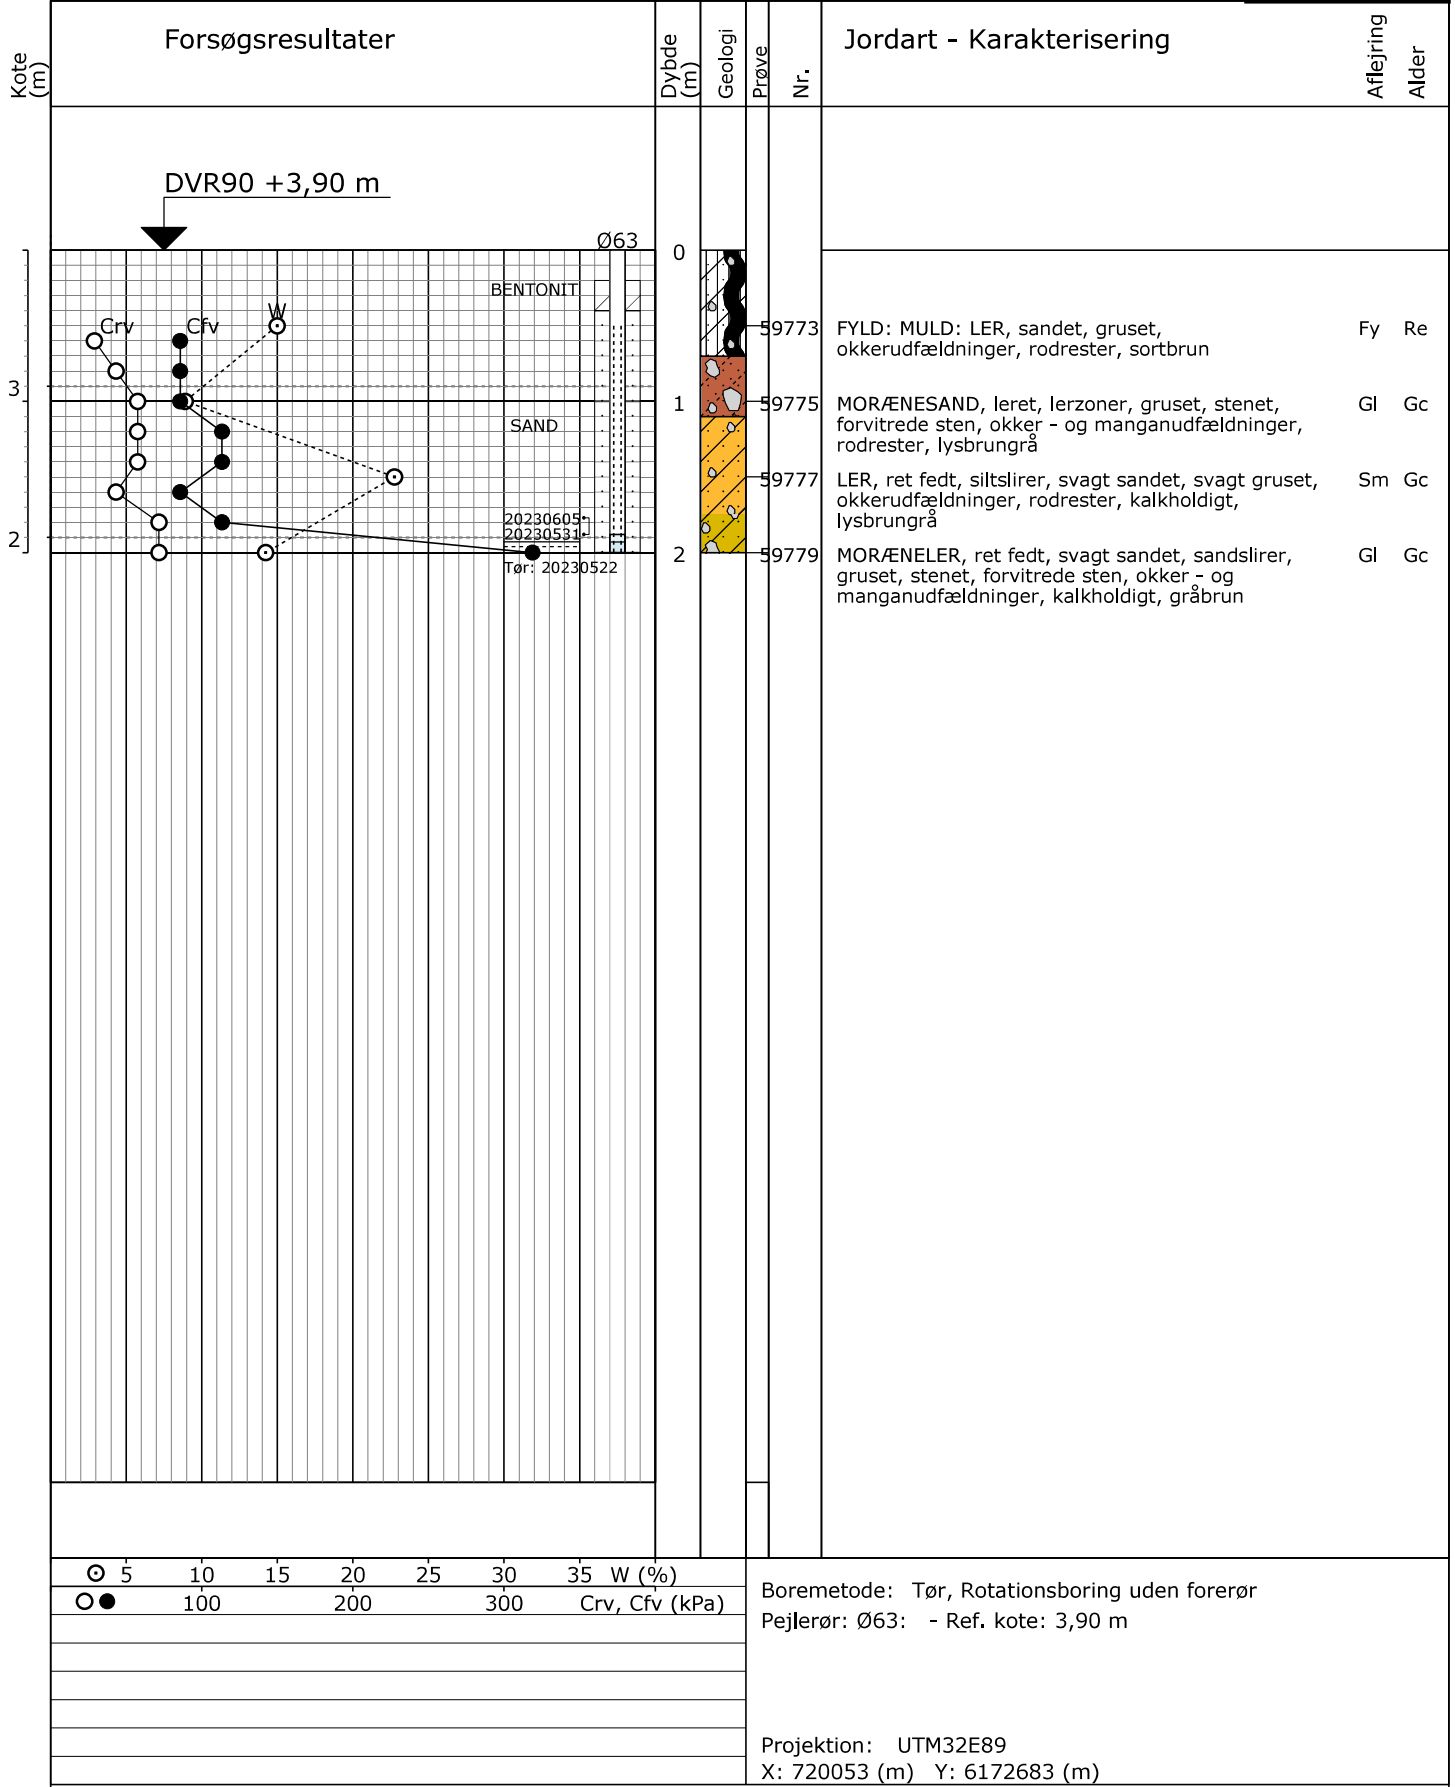 Kote (m)
Forsøgsresultater
Dybde (m)
Geologi
Prøve
Nr.
Jordart - Karakterisering
Aflejring
Alder
DVR90 +3,90 m
Ø63
0
BENTONIT
W
Crv
Cfv
59773
FYLD: MULD: LER, sandet, gruset, Fy Re
okkerudfældninger, rodrester, sortbrun
3
1
59775
MORÆNESAND, leret, lerzoner, gruset, stenet, Gl Gc
forvitrede sten, okker - og manganudfældninger,
rodrester, lysbrungrå
SAND
59777
LER, ret fedt, siltslirer, svagt sandet, svagt gruset, Sm Gc
okkerudfældninger, rodrester, kalkholdigt,
lysbrungrå
20230605
20230531
2
2
59779
MORÆNELER, ret fedt, svagt sandet, sandslirer, Gl Gc
gruset, stenet, forvitrede sten, okker - og
manganudfældninger, kalkholdigt, gråbrun
Tør: 20230522
5 10 15 20 25 30 35 W (%)
100 200 300 Crv, Cfv (kPa)
Boremetode: Tør, Rotationsboring uden forerør
Pejlerør: Ø63: - Ref. kote: 3,90 m
Projektion: UTM32E89
X: 720053 (m) Y: 6172683 (m)